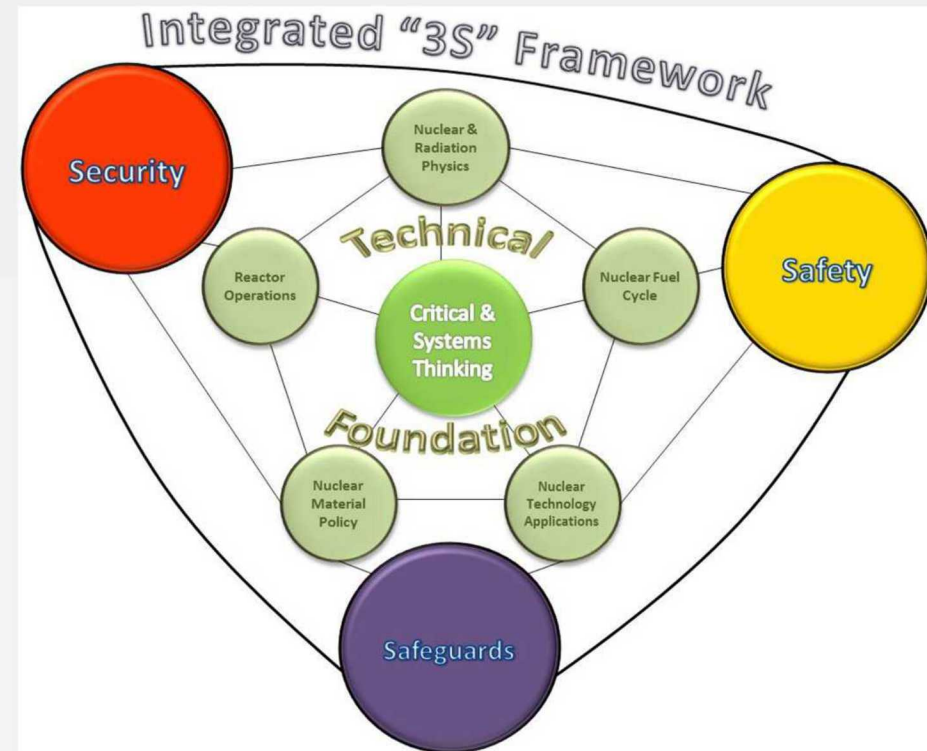 Integrated “3S” Framework
Security
Nuclear &
Radiation
Physics
Safety
Technical
Reactor
Operations
Nuclear Fuel
Cycle
Critical &
Systems
Thinking
Foundation
Nuclear
Material
Policy
Nuclear
Technology
Applications
Safeguards